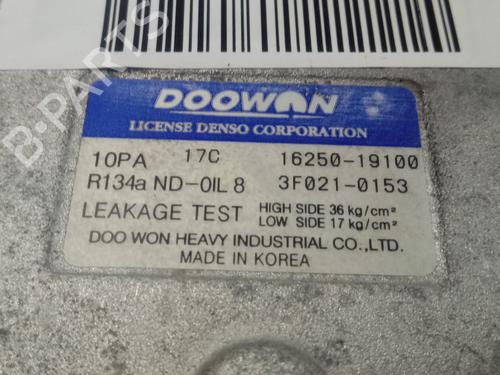 B-PARTS
DOOWON
LICENSE DENSO CORPORATION
10PA 17C 16250-19100
R134a ND-OIL 8 3F021-0153
LEAKAGE TEST HIGH SIDE 36 kg/cm²
LOW SIDE 17 kg/cm²
DOO WON HEAVY INDUSTRIAL CO.,LTD.
MADE IN KOREA